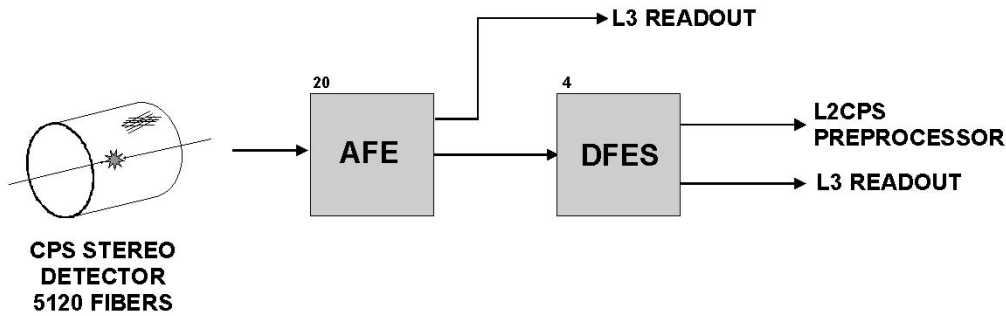 L3 READOUT
20
4
AFE
DFES
L2CPS
PREPROCESSOR
L3 READOUT
CPS STEREO
DETECTOR
5120 FIBERS